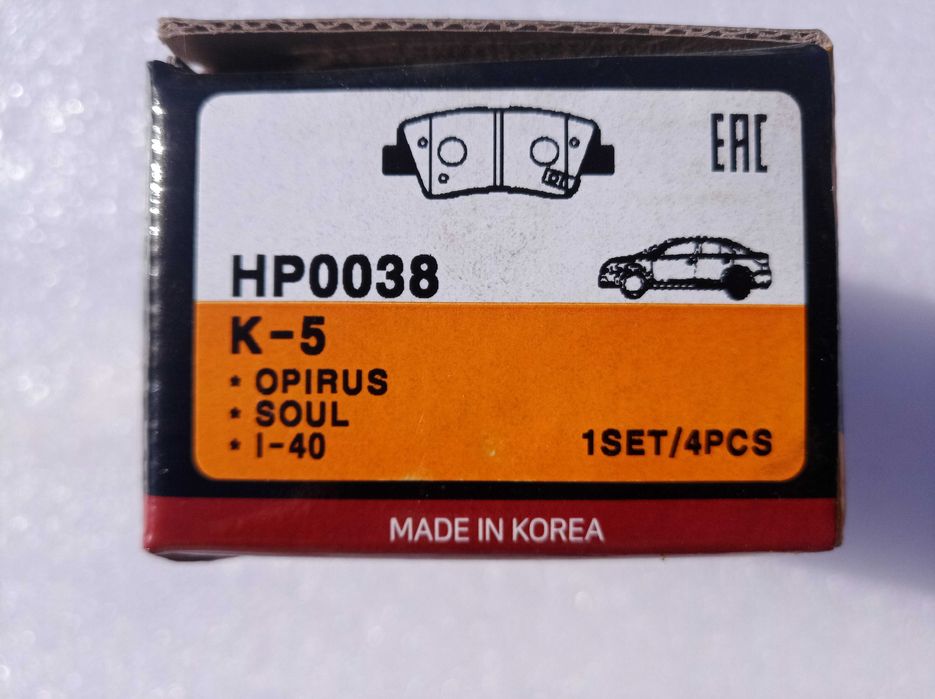 EAC
HP0038
K-5
* OPIRUS
* SOUL
* I-40
1SET/4PCS
MADE IN KOREA